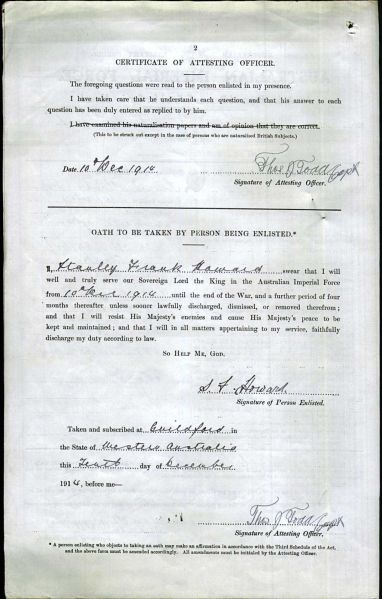 2
CERTIFICATE OF ATTESTING OFFICER.
The foregoing questions were read to the person enlisted in my presence.
I have taken care that he understands each question, and that his answer to each
question has been duly entered as replied to by him.
I have examined his naturalisation papers and am of opinion that they are correct.
(This to be struck out except in the case of persons who are naturalised British Subjects.)
Date 10th Dec 1914 Thos J Todd Capt
Signature of Attesting Officer.
OATH TO BE TAKEN BY PERSON BEING ENLISTED.*
I, Stanlly Frank Howard swear that I will
well and truly serve our Sovereign Lord the King in the Australian Imperial Force
from 10th Dec 1914 until the end of the War, and a further period of four
months thereafter unless sooner lawfully discharged, dismissed, or removed therefrom; 
and that I will resist His Majesty's enemies and cause His Majesty's peace to be
kept and maintained; and that I will in all matters appertaining to my service, faithfully
discharge my duty according to law.
SO HELP ME, GOD.
S. F. Howard
Signature of Person Enlisted.
Taken and subscribed at Guildford in
the State of Western Australia
this Tenth day of December
1914, before me—
Thos J Todd Capt
Signature of Attesting Officer.
* A person enlisting who objects to taking an oath may make an affirmation in accordance with the Third Schedule of the Act,
and the above form must be amended accordingly. All amendments must be initialled by the Attesting Officer.